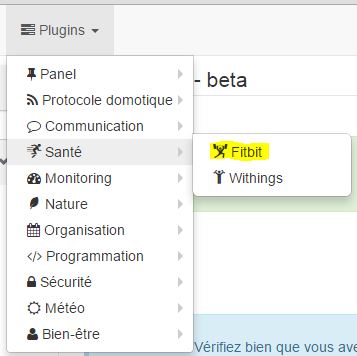 Plugins
- beta
Panel
Protocole domotique
Communication
Santé
Fitbit
Monitoring
Withings
Nature
Organisation
Programmation
Sécurité
Météo
Bien-être
Vérifiez bien que vous ave